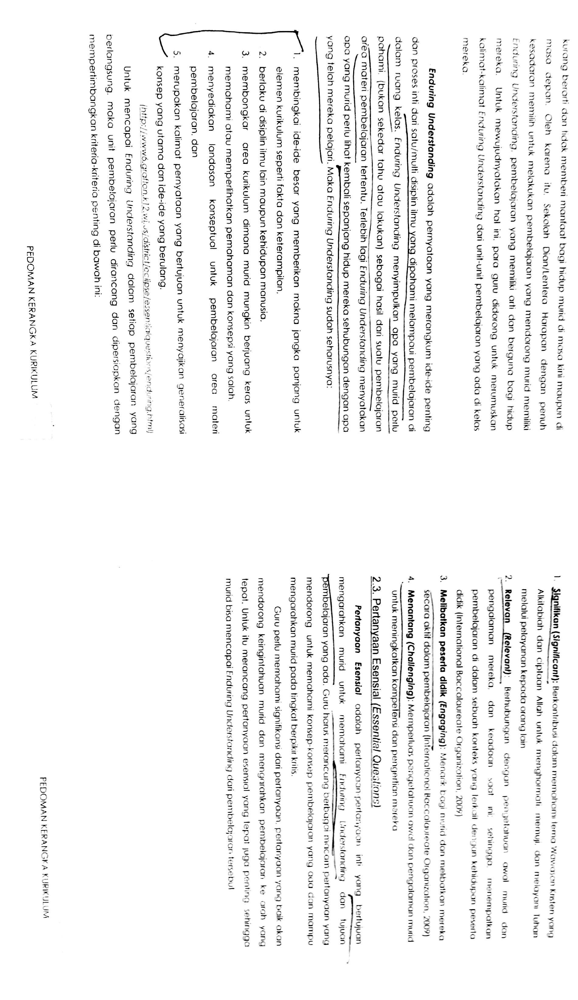 kurang berarti dan tidak memberi manfaat bagi hidup murid di masa kini maupun di
masa depan. Oleh karena itu, Sekolah Dian/Lentera Harapan dengan penuh
kesadaran memilih untuk melakukan pembelajaran yang mendorong murid memiliki
Enduring Understanding, pembelajaran yang memiliki arti dan berguna bagi hidup
mereka. Untuk mewujudnyatakan hal ini, para guru didorong untuk merumuskan
kalimat-kalimat Enduring Understanding dari unit-unit pembelajaran yang ada di kelas
mereka.
Enduring Understanding adalah pernyataan yang merangkum ide-ide penting
dan proses inti dari satu/multi disiplin ilmu yang dipahami melampaui pembelajaran di
dalam ruang kelas. Enduring Understanding menyimpulkan apa yang murid perlu
pahami, (bukan sekedar tahu atau lakukan) sebagai hasil dari suatu pembelajaran
area materi pembelajaran tertentu. Terlebih lagi Enduring Understanding menyatakan
apa yang murid perlu lihat kembali sepanjang hidup mereka sehubungan dengan apa
yang telah mereka pelajari. Maka Enduring Understanding sudah seharusnya:
1. membingkai ide-ide besar yang memberikan makna jangka panjang untuk
elemen kurikulum seperti fakta dan keterampilan,
2. berlaku di disiplin ilmu lain maupun kehidupan manusia,
3. membongkar area kurikulum dimana murid mungkin berjuang keras untuk
memahami atau memperlihatkan pemahaman dan konsepsi yang salah,
4. menyediakan landasan konseptual untuk pembelajaran area materi
pembelajaran, dan
5. merupakan kalimat pernyataan yang bertujuan untuk menyajikan generalisasi
konsep yang utama dan ide-ide yang berulang.
(http://www6.grafton.k12.wi.us/district/eclipse/essentialquestions/enduring.html)
Untuk mencapai Enduring Understanding dalam setiap pembelajaran yang
berlangsung, maka unit pembelajaran perlu dirancang dan dipersiapkan dengan
mempertimbangkan kriteria-kriteria penting di bawah ini:
PEDOMAN KERANGKA KURIKULUM
1. Signifikan (Significant): Berkontribusi dalam memahami tema Wawasan Kristen yang
Alkitabiah dan ciptaan Allah untuk menghormati, memuji, dan melayani Tuhan
melalui pelayanan kepada orang lain
2. Relevan (Relevant): Berhubungan dengan pengetahuan awal murid dan
pengalaman mereka, dan keadaan saat ini; sehingga, menempatkan
pembelajaran di dalam sebuah konteks yang terkait dengan kehidupan peserta
didik (International Baccalaureate Organization, 2009)
3. Melibatkan peserta didik (Engaging): Menarik bagi murid dan melibatkan mereka
secara aktif dalam pembelajaran (International Baccalaureate Organization, 2009)
4. Menantang (Challenging): Memperluas pengetahuan awal dan pengalaman murid
untuk meningkatkan kompetensi dan pengertian mereka
2.3. Pertanyaan Esensial (Essential Questions)
Pertanyaan Esensial adalah pertanyaan-pertanyaan inti yang bertujuan
mengarahkan murid untuk memahami Enduring Understanding dan tujuan
pembelajaran yang ada. Guru harus merancang berbagai macam pertanyaan yang
mendorong untuk memahami konsep-konsep pembelajaran yang ada dan mampu
mengarahkan murid pada tingkat berpikir kritis.
Guru perlu memahami signifikansi dari pertanyaan, pertanyaan yang baik akan
mendorong keingintahuan murid dan mengarahkan pembelajaran ke arah yang
tepat. Untuk itu merancang pertanyaan esensial yang tepat juga penting sehingga
murid bisa mencapai Enduring Understanding dari pembelajaran tersebut
PEDOMAN KERANGKA KURIKULUM